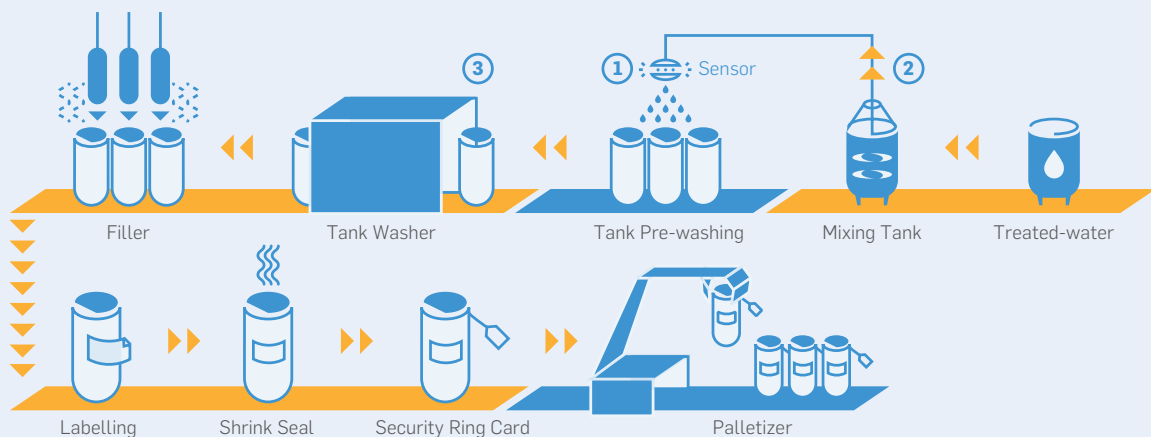 3
1
Sensor
2
Filler
Tank Washer
Tank Pre-washing
Mixing Tank
Treated-water
Labelling
Shrink Seal
Security Ring Card
Palletizer